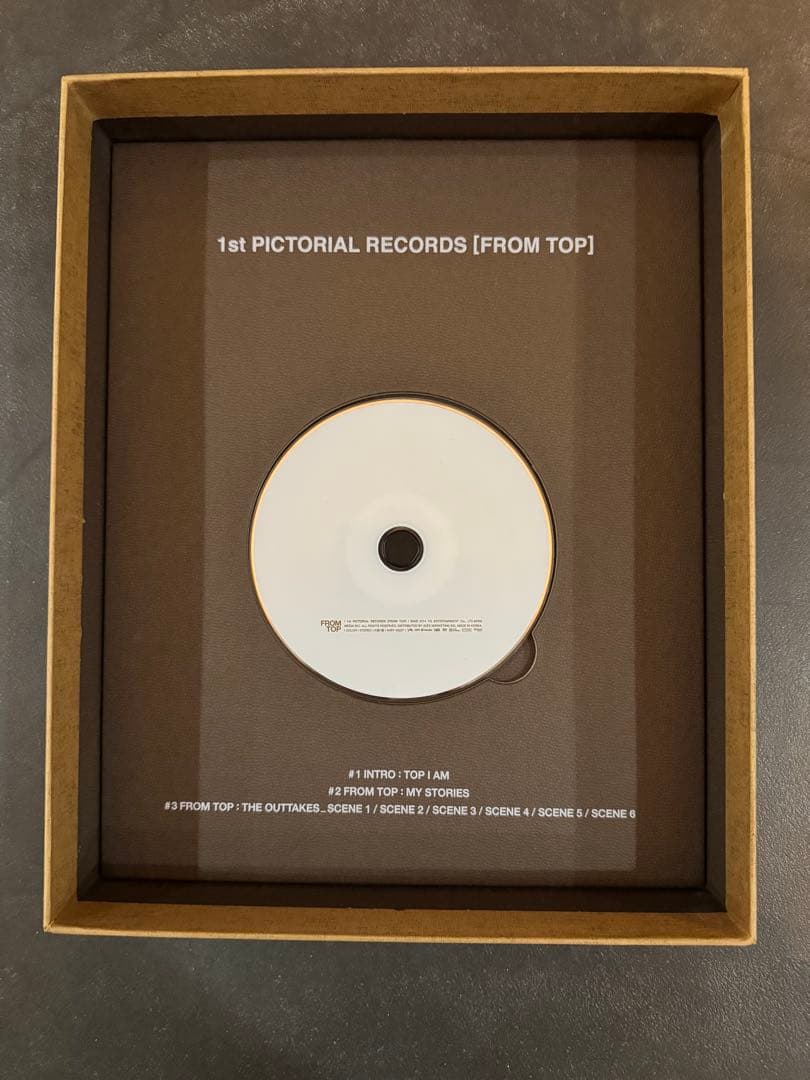 1st PICTORIAL RECORDS [FROM TOP]
FROM
TOP
#1 INTRO : TOP I AM
#2 FROM TOP : MY STORIES
#3 FROM TOP : THE OUTTAKES_SCENE 1 / SCENE 2 / SCENE 3 / SCENE 4 / SCENE 5 / SCENE 6